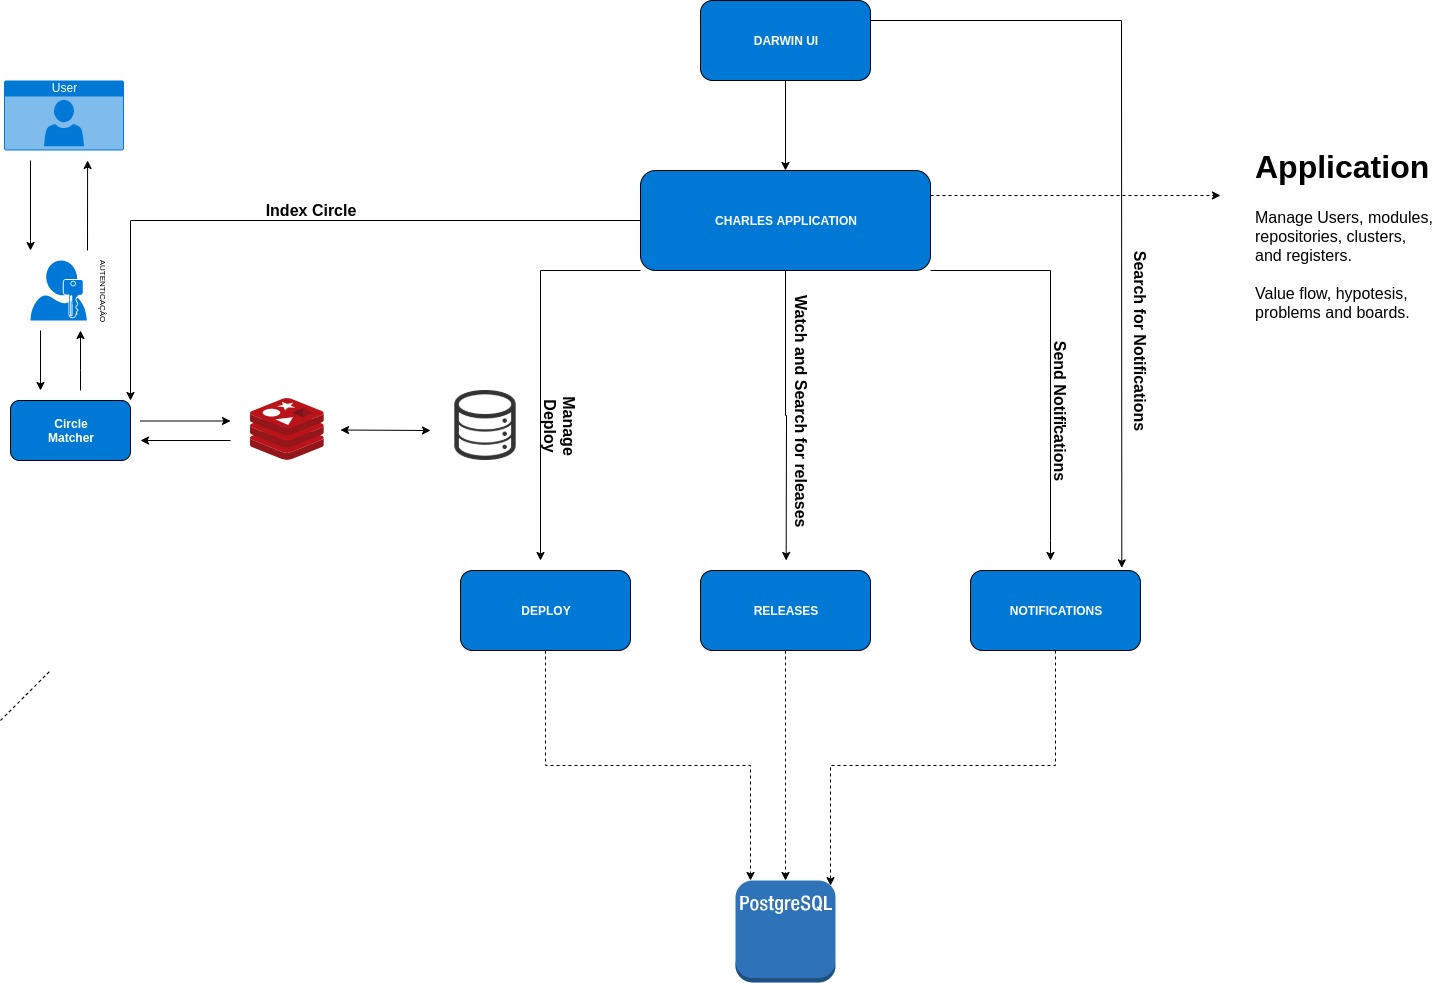 DARWIN UI
User
CHARLES APPLICATION
Application
Manage Users, modules,
repositories, clusters,
and registers.
Value flow, hypotesis,
problems and boards.
Index Circle
AUTENTICAÇÃO
Circle
Matcher
Manage
Deploy
Watch and Search for releases
Send Notifications
Search for Notifications
DEPLOY
RELEASES
NOTIFICATIONS
PostgreSQL